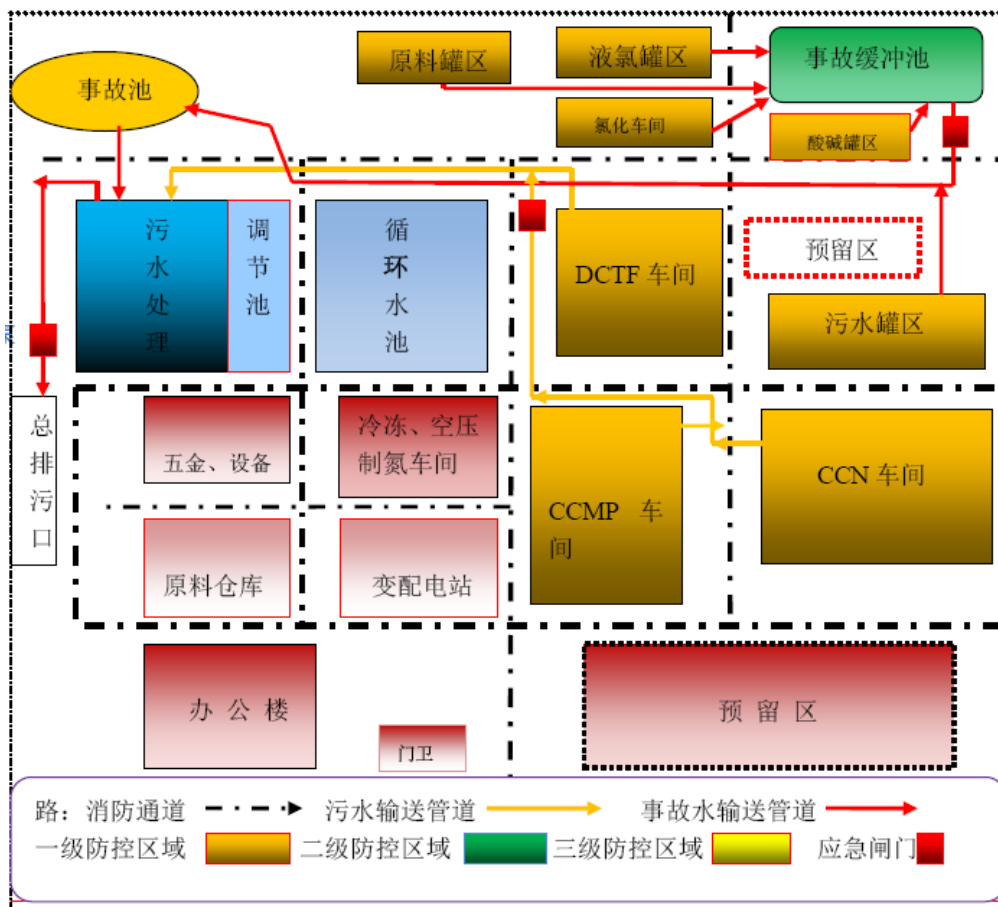 原料罐区
液氯罐区
事故缓冲池
事故池
氯化车间
酸碱罐区
污水处理
调节池
循环水池
DCTF 车间
预留区
污水罐区
总排污口
五金、设备
冷冻、空压
制氮车间
CCMP 车
间
CCN 车间
原料仓库
变配电站
办公楼
门卫
预留区
路：消防通道
污水输送管道
事故水输送管道
一级防控区域
二级防控区域
三级防控区域
应急闸门